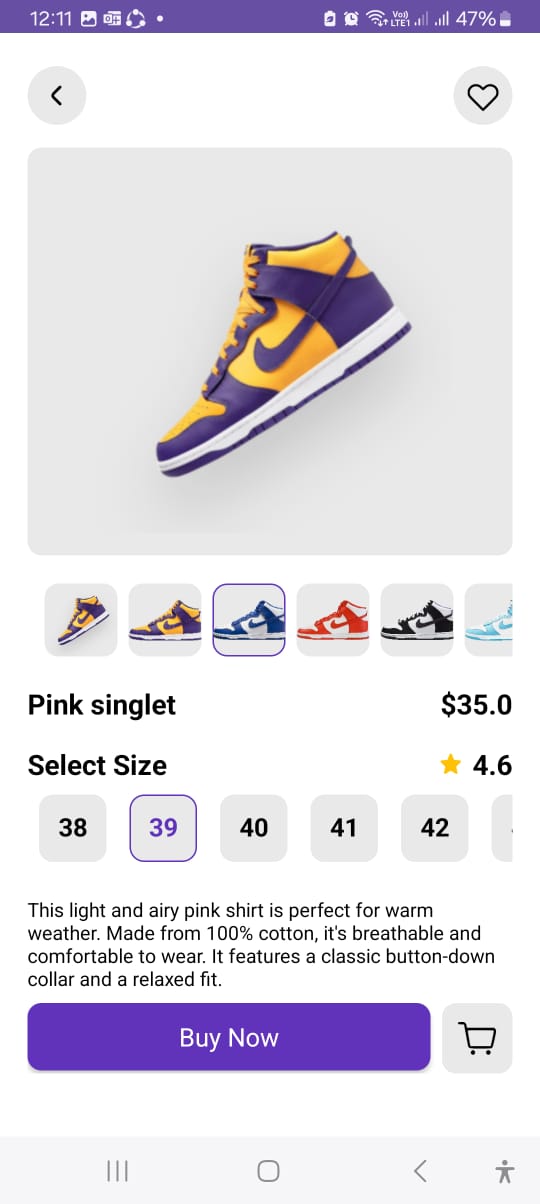 12:11
Vo)) LTE1 47%
Pink singlet $35.0
Select Size 4.6
38 39 40 41 42
This light and airy pink shirt is perfect for warm
weather. Made from 100% cotton, it's breathable and
comfortable to wear. It features a classic button-down
collar and a relaxed fit.
Buy Now